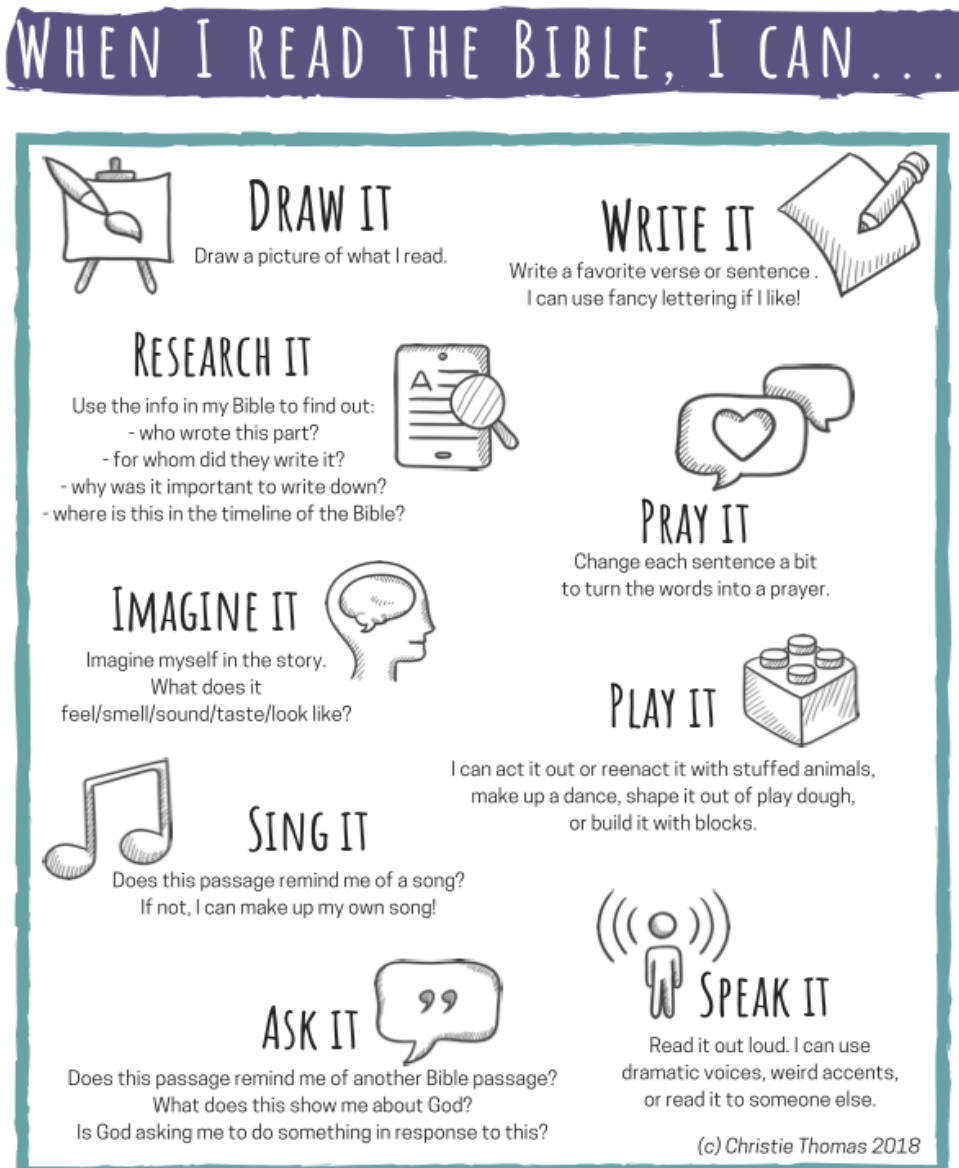 WHEN I READ THE BIBLE, I CAN...
DRAW IT
Draw a picture of what I read.
WRITE IT
Write a favorite verse or sentence .
I can use fancy lettering if I like!
RESEARCH IT
Use the info in my Bible to find out:
- who wrote this part?
- for whom did they write it?
- why was it important to write down?
- where is this in the timeline of the Bible?
A
PRAY IT
Change each sentence a bit
to turn the words into a prayer.
IMAGINE IT
Imagine myself in the story.
What does it
feel/smell/sound/taste/look like?
PLAY IT
I can act it out or reenact it with stuffed animals,
make up a dance, shape it out of play dough,
or build it with blocks.
SING IT
Does this passage remind me of a song?
If not, I can make up my own song!
SPEAK IT
Read it out loud. I can use
dramatic voices, weird accents,
or read it to someone else.
ASK IT
Does this passage remind me of another Bible passage?
What does this show me about God?
Is God asking me to do something in response to this?
(c) Christie Thomas 2018